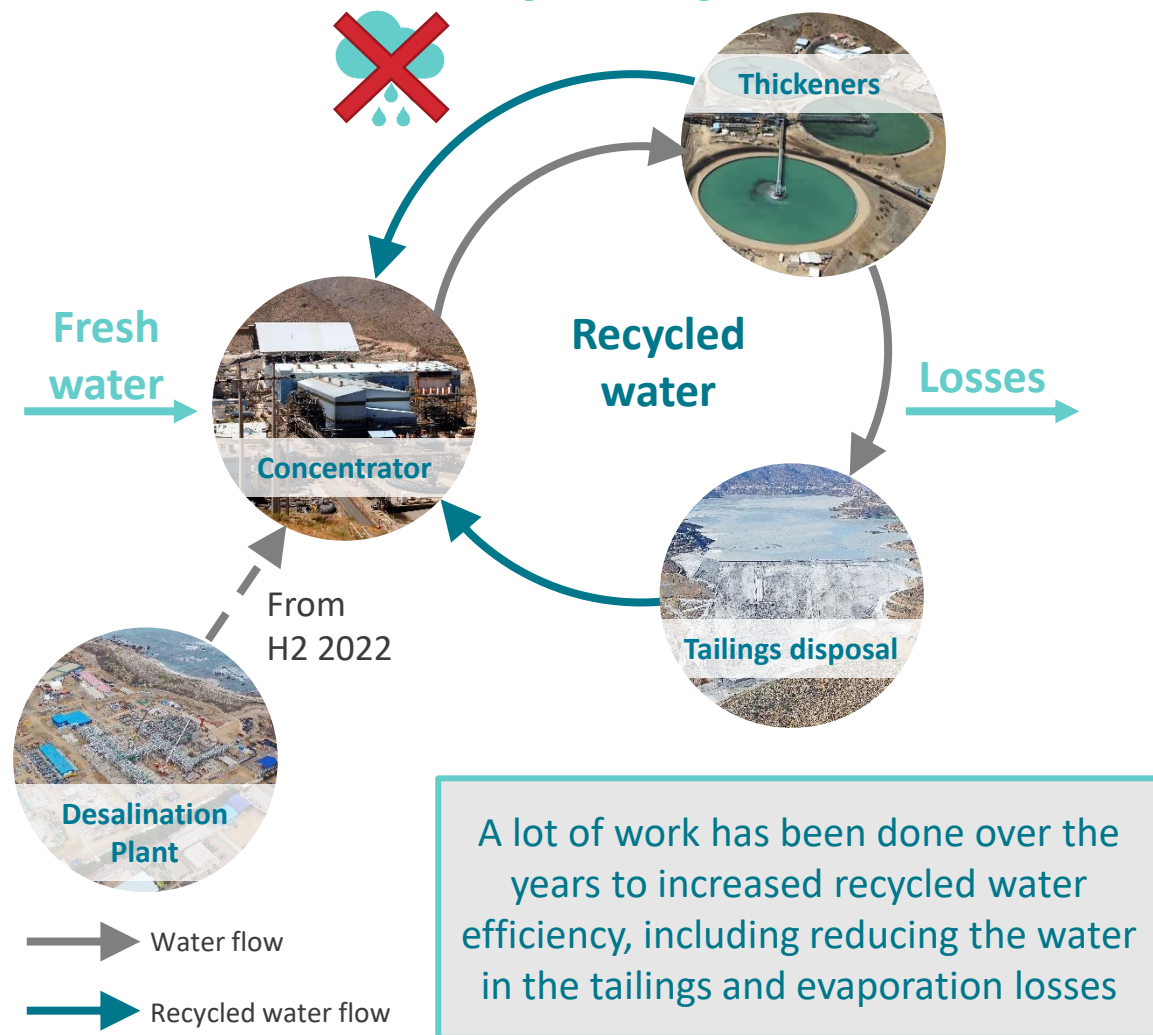 Thickeners
Fresh
water
Recycled
water
Losses
Concentrator
From
H2 2022
Tailings disposal
Desalination
Plant
A lot of work has been done over the
years to increased recycled water
efficiency, including reducing the water
in the tailings and evaporation losses
Water flow
Recycled water flow